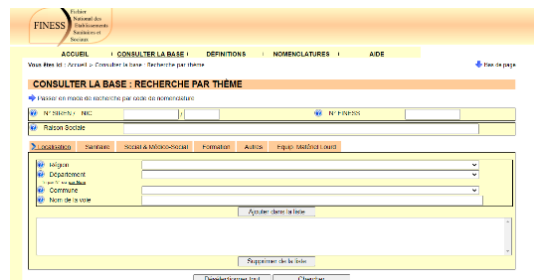 Fichier
National des
FINESS Etablissements
Sanitaires et
Sociaux
ACCUEIL CONSULTER LA BASE DÉFINITIONS NOMENCLATURES AIDE
Vous êtes ici : Accueil > Consulter la base : Recherche par thème
Bas de page
CONSULTER LA BASE : RECHERCHE PAR THÈME
Passer en mode de recherche par code de nomenclature
N° SIREN / NIC / N° FINESS
Raison Sociale
Localisation Sanitaire Social & Médico-Social Formation Autres Equip. Matériel Lourd
Région
Département
Commune
Nom de la voie
Ajouter dans la liste
Supprimer de la liste
Désélectionner tout Chercher